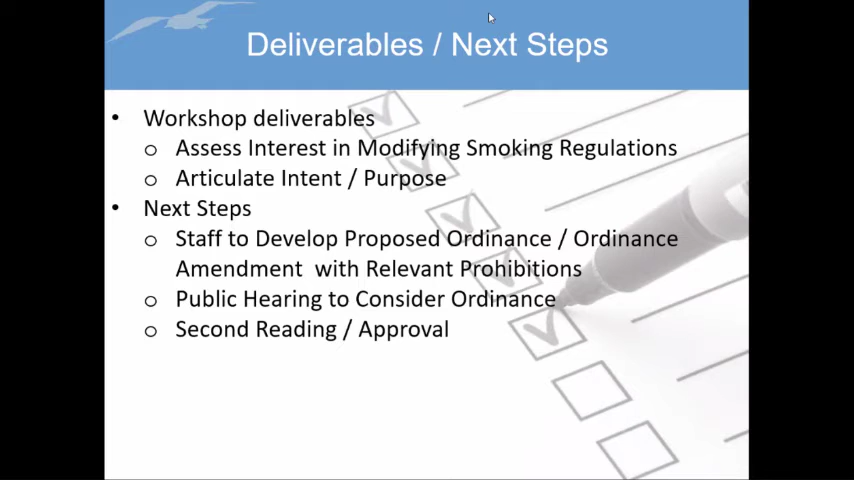 Deliverables / Next Steps
• Workshop deliverables
o Assess Interest in Modifying Smoking Regulations
o Articulate Intent / Purpose
• Next Steps
o Staff to Develop Proposed Ordinance / Ordinance
Amendment with Relevant Prohibitions
o Public Hearing to Consider Ordinance
o Second Reading / Approval